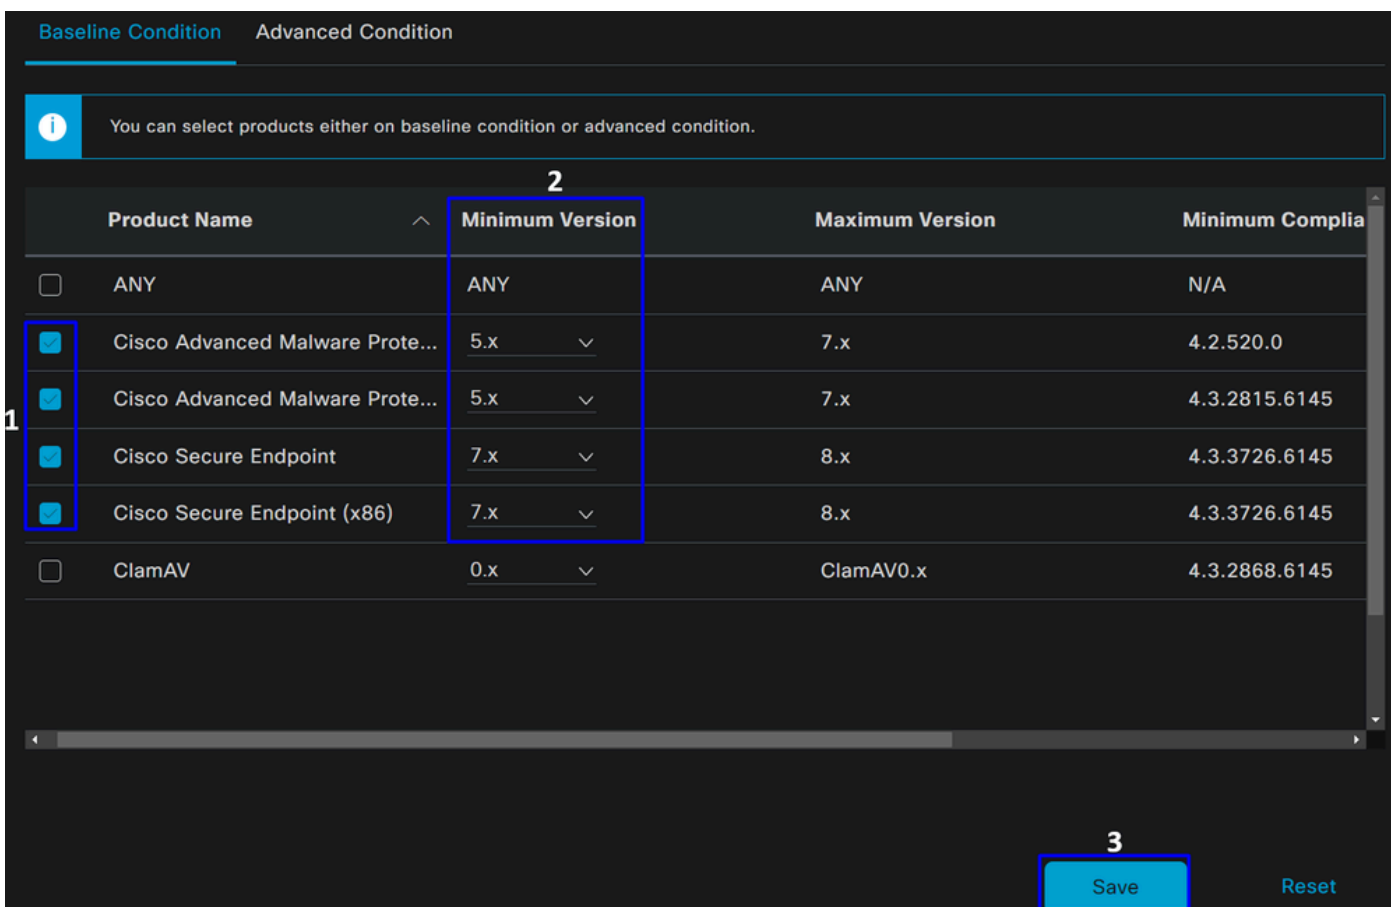 Baseline Condition Advanced Condition
i You can select products either on baseline condition or advanced condition.
2
Product Name Minimum Version Maximum Version Minimum Complia
ANY ANY ANY N/A
Cisco Advanced Malware Prote... 5.x 7.x 4.2.520.0
Cisco Advanced Malware Prote... 5.x 7.x 4.3.2815.6145
1
Cisco Secure Endpoint 7.x 8.x 4.3.3726.6145
Cisco Secure Endpoint (x86) 7.x 8.x 4.3.3726.6145
ClamAV 0.x ClamAV0.x 4.3.2868.6145
3
Save Reset